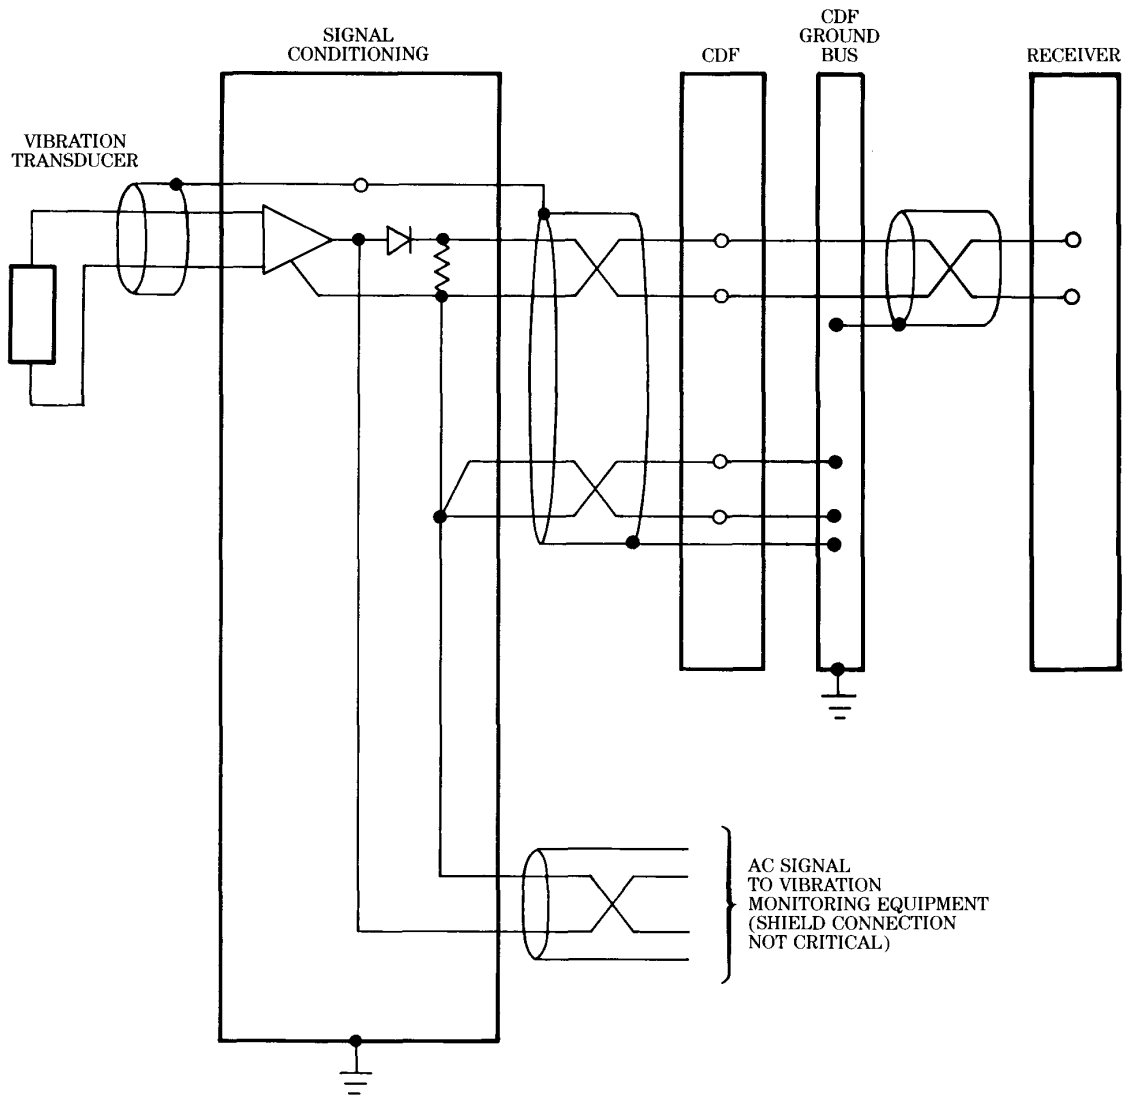 SIGNAL
CONDITIONING
CDF
CDF
GROUND
BUS
RECEIVER
VIBRATION
TRANSDUCER
AC SIGNAL
TO VIBRATION
MONITORING EQUIPMENT
(SHIELD CONNECTION
NOT CRITICAL)